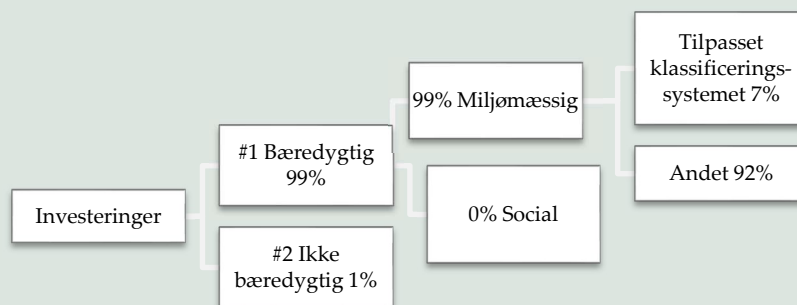 Investeringer
#1 Bæredygtig
99%
#2 Ikke
bæredygtig 1%
99% Miljømæssig
0% Social
Tilpasset
klassificerings-
systemet 7%
Andet 92%